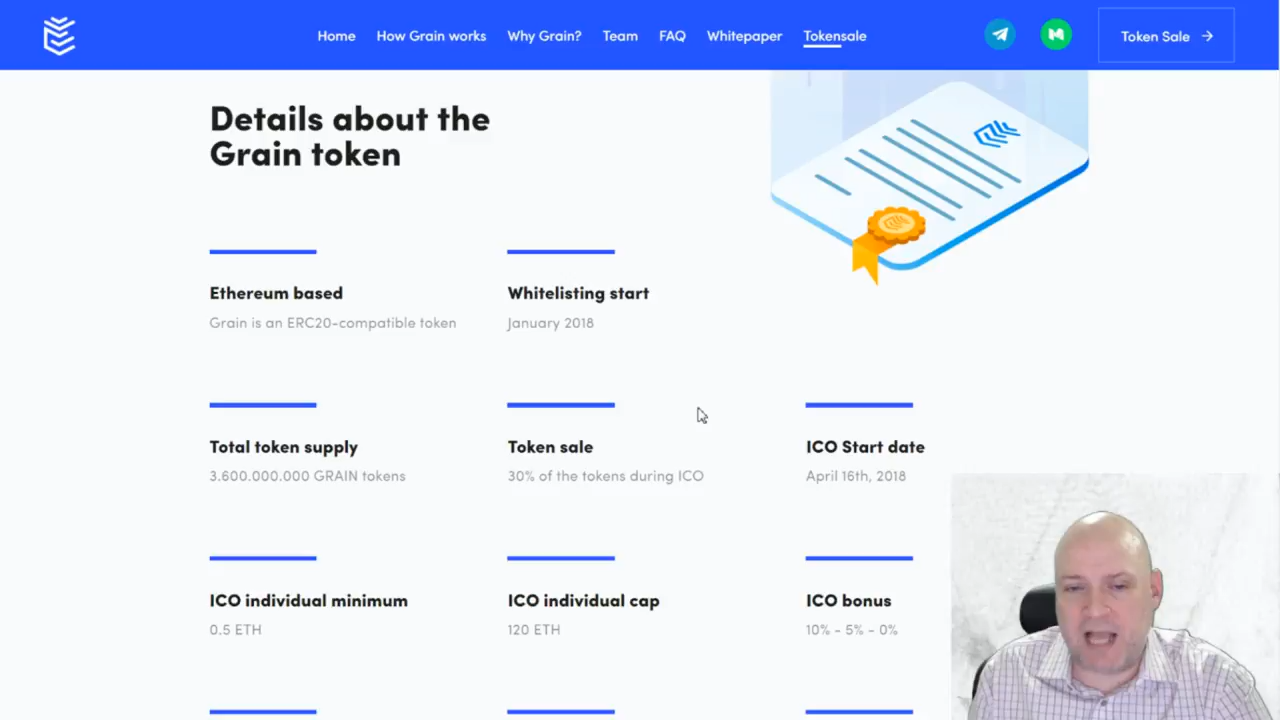 Home How Grain works Why Grain? Team FAQ Whitepaper Tokensale Token Sale →
Details about the
Grain token
Ethereum based Whitelisting start
Grain is an ERC20-compatible token January 2018
Total token supply Token sale ICO Start date
3.600.000.000 GRAIN tokens 30% of the tokens during ICO April 16th, 2018
ICO individual minimum ICO individual cap ICO bonus
0.5 ETH 120 ETH 10% - 5% - 0%